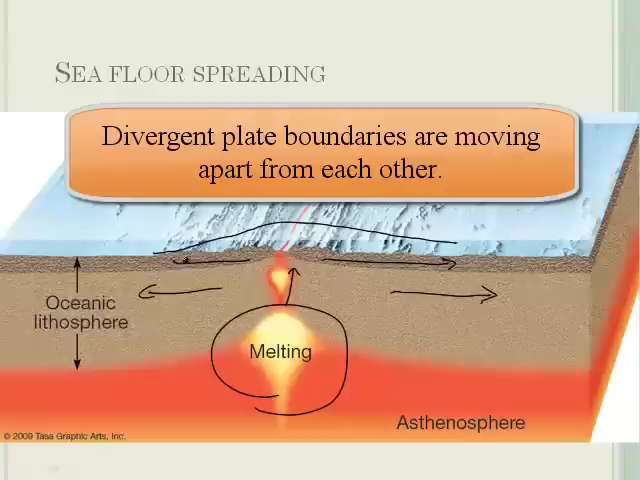 SEA FLOOR SPREADING
Divergent plate boundaries are moving
apart from each other.
Oceanic
lithosphere
Melting
Asthenosphere
© 2009 Tasa Graphic Arts, Inc.